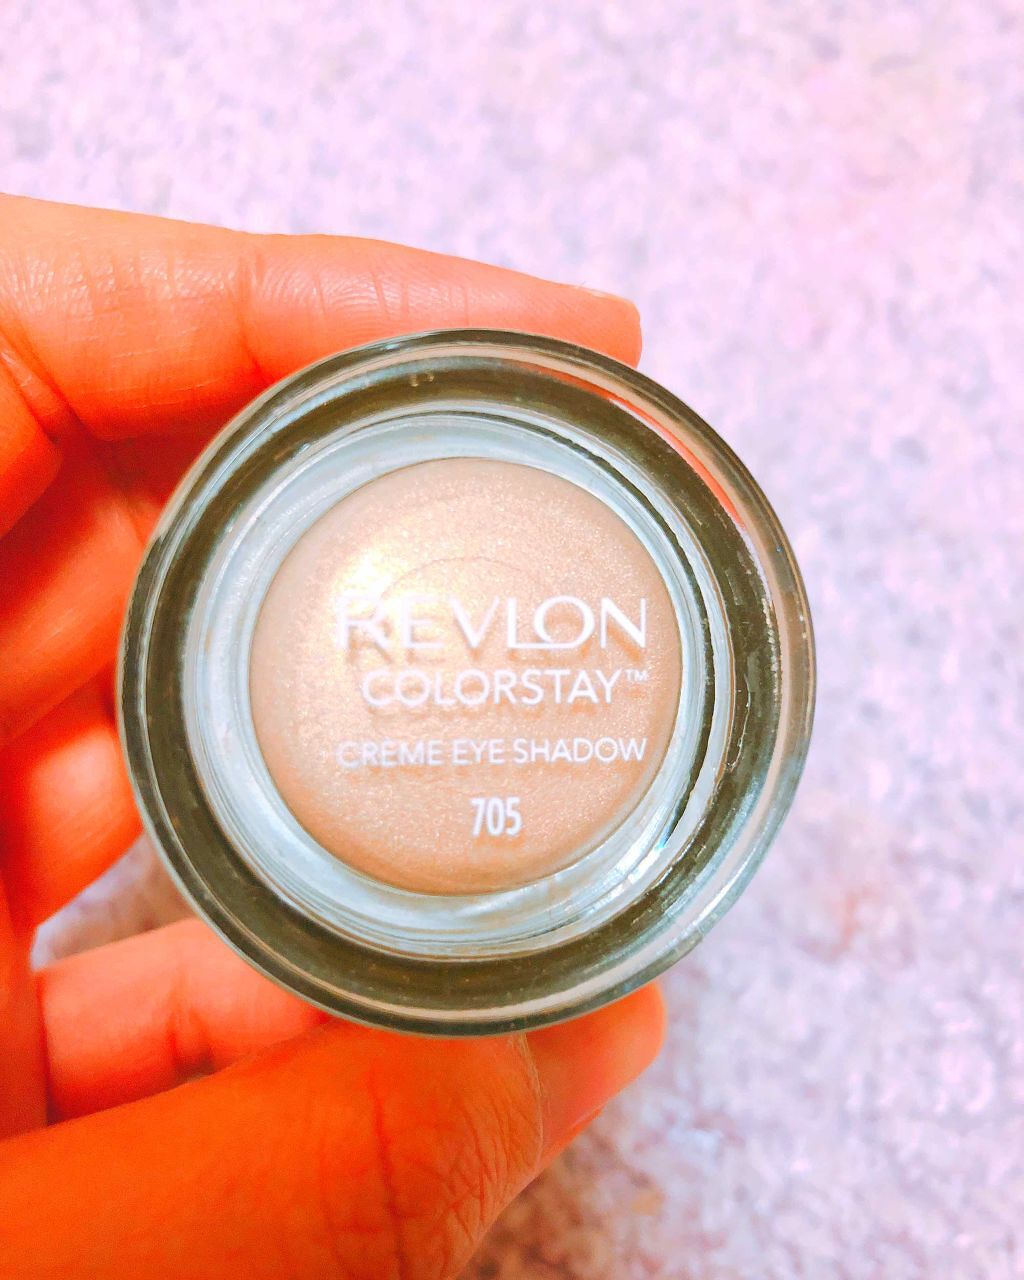 REVLON
COLORSTAY™
CREME EYE SHADOW
705